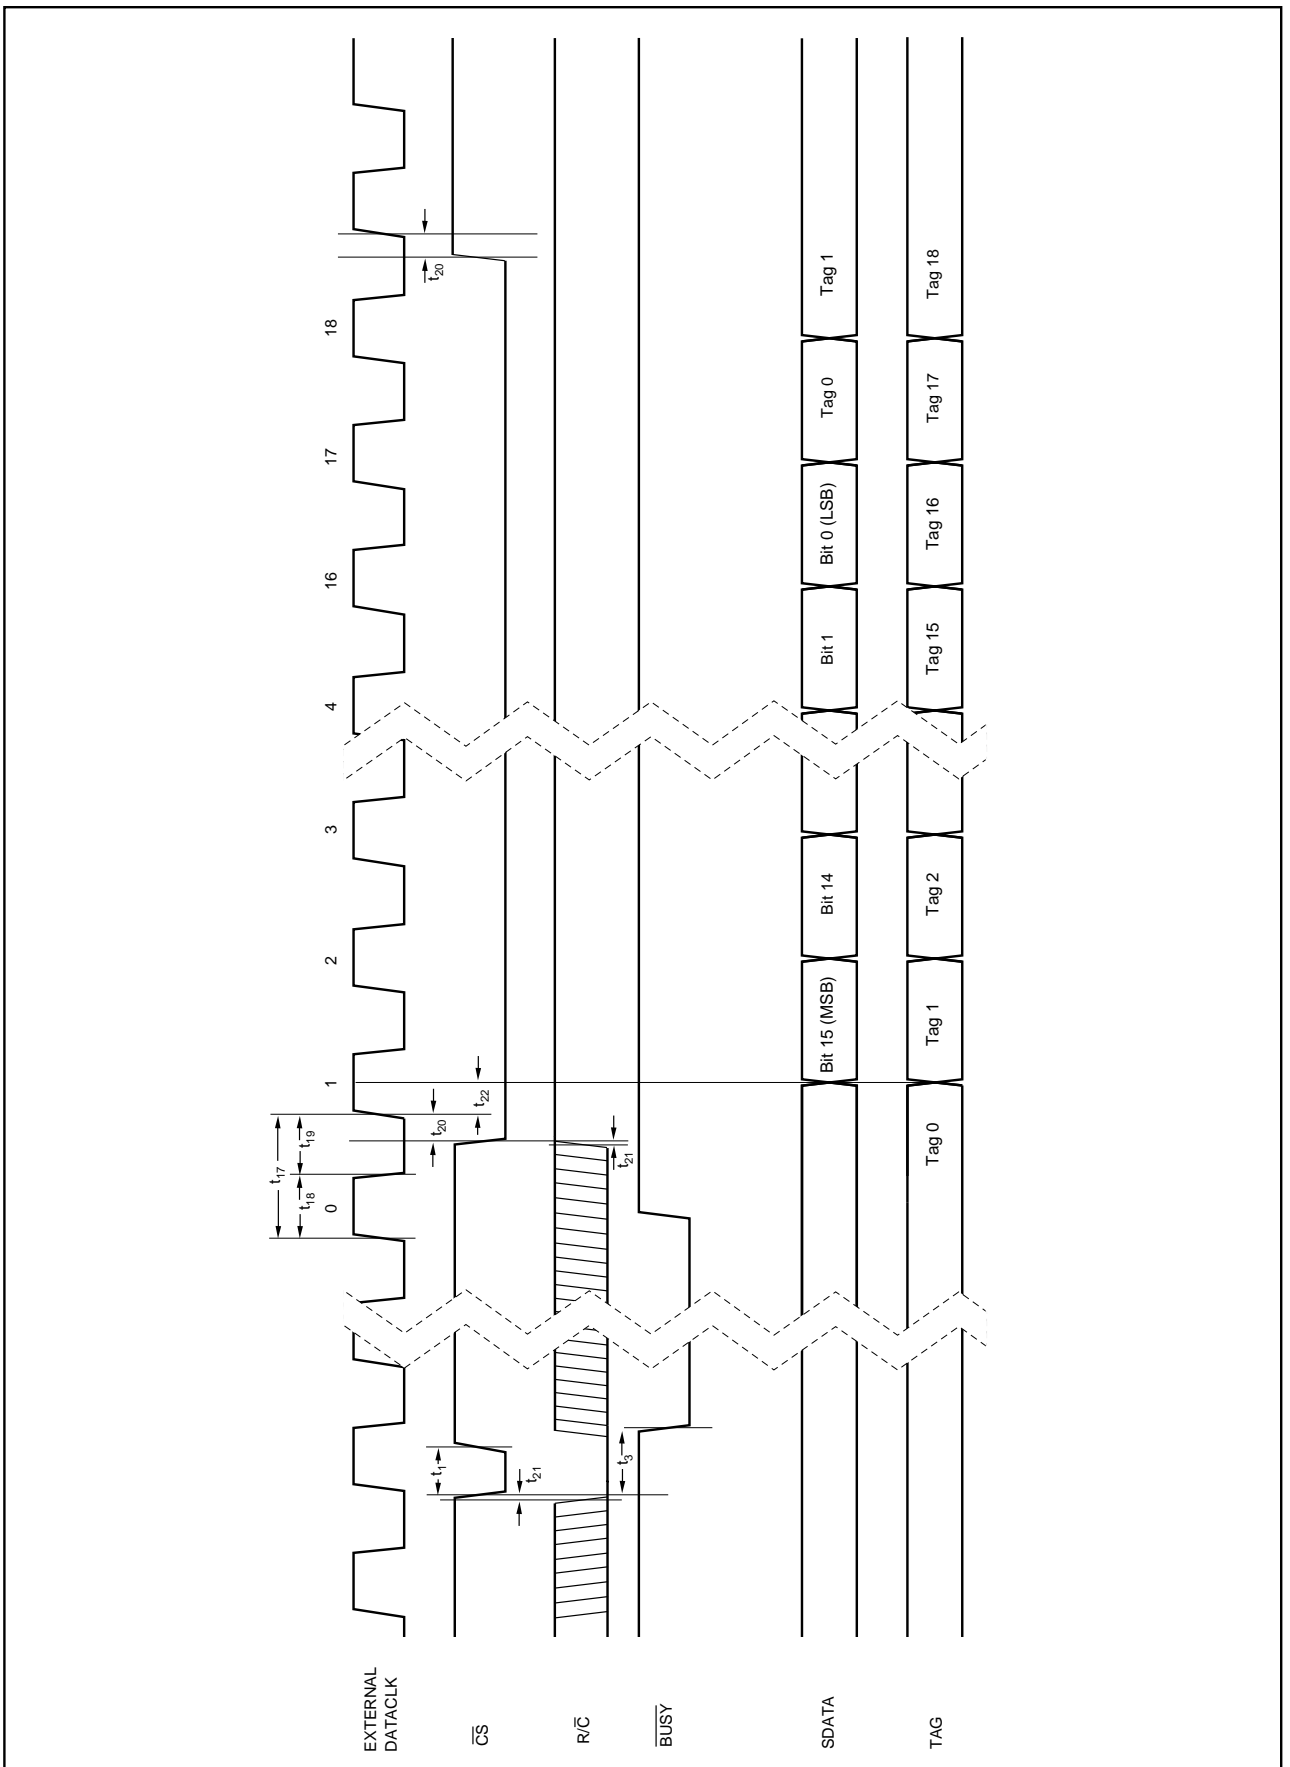 EXTERNAL
DATACLK
0
1
2
3
4
16
17
18
t17
t18
t19
CS
t1
t20
t22
t20
R/C
t21
t21
BUSY
t3
SDATA
Bit 15 (MSB)
Bit 14
Bit 1
Bit 0 (LSB)
Tag 0
Tag 1
TAG
Tag 0
Tag 1
Tag 2
Tag 15
Tag 16
Tag 17
Tag 18